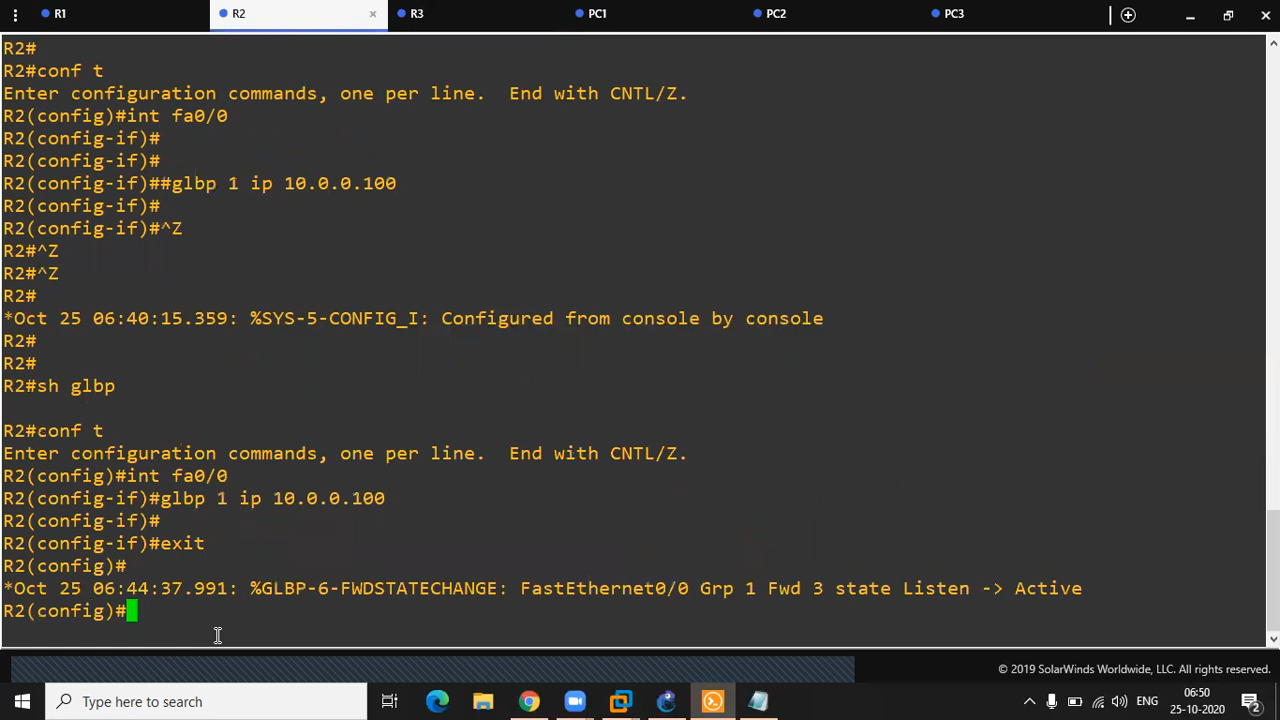 R1
R2
R3
PC1
PC2
PC3
R2#
R2#conf t
Enter configuration commands, one per line.  End with CNTL/Z.
R2(config)#int fa0/0
R2(config-if)#
R2(config-if)#
R2(config-if)##glbp 1 ip 10.0.0.100
R2(config-if)#
R2(config-if)#^Z
R2#^Z
R2#^Z
R2#
*Oct 25 06:40:15.359: %SYS-5-CONFIG_I: Configured from console by console
R2#
R2#
R2#sh glbp
R2#conf t
Enter configuration commands, one per line.  End with CNTL/Z.
R2(config)#int fa0/0
R2(config-if)#glbp 1 ip 10.0.0.100
R2(config-if)#
R2(config-if)#exit
R2(config)#
*Oct 25 06:44:37.991: %GLBP-6-FWDSTATECHANGE: FastEthernet0/0 Grp 1 Fwd 3 state Listen -> Active
R2(config)#
© 2019 SolarWinds Worldwide, LLC. All rights reserved.
Type here to search
ENG
06:50
25-10-2020
2